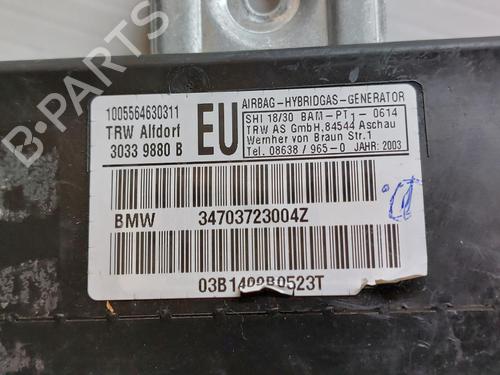 1005564630311
TRW Alfdorf
3033 9880 B
EU
AIRBAG-HYBRIDGAS-GENERATOR
SHI 18/30 BAM-PT1-0614
TRW AS GmbH,84544 Aschau
Wernher von Braun Str.1
Tel. 08638 / 965-0 JAHR: 2003
BMW 34703723004Z
B-PARTS